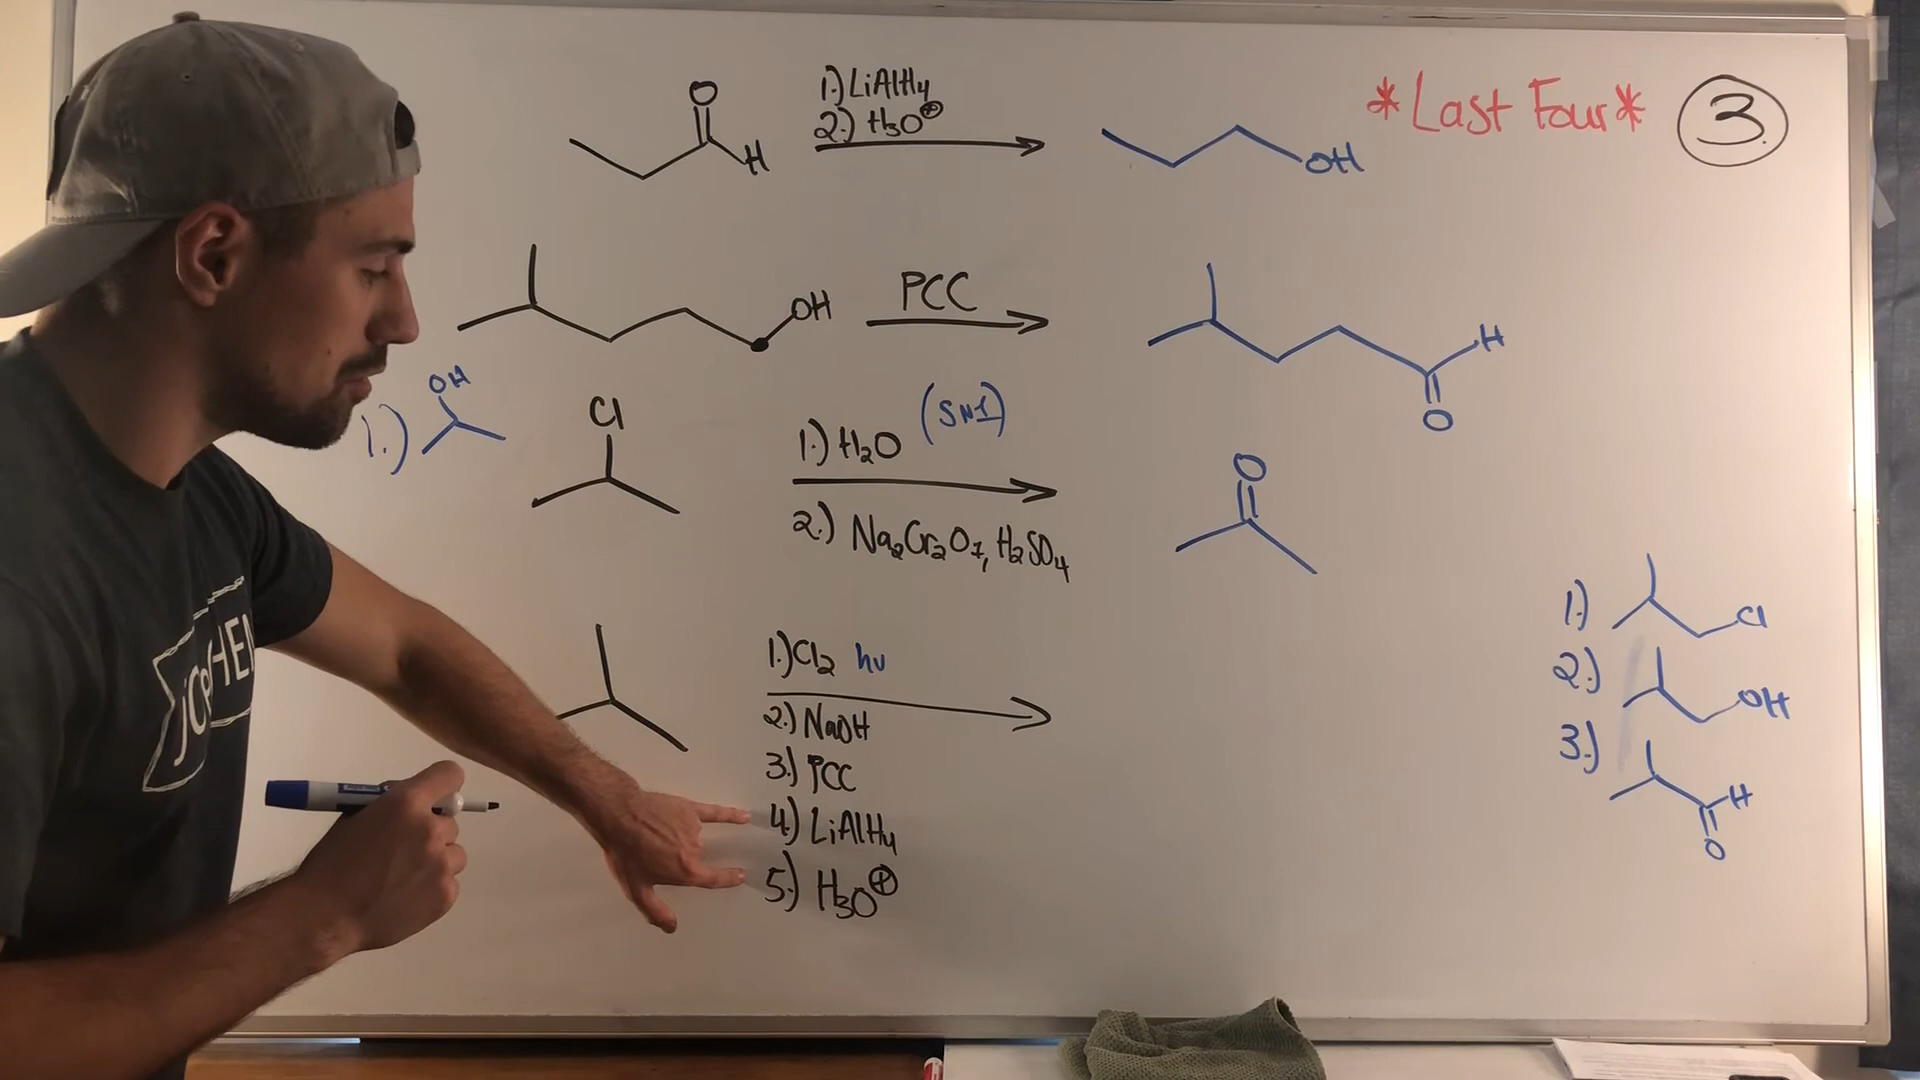 O
H
1.) LiAlH4
2.) H3O⊕
OH
*Last Four*
3
OH
PCC
H
O
1.)
OH
Cl
1.) H2O (SN1)
2.) Na2Cr2O7, H2SO4
O
1.) Cl2 hν
2.) NaOH
3.) PCC
4.) LiAlH4
5.) H3O⊕
1.)
Cl
2.)
OH
3.)
H
O